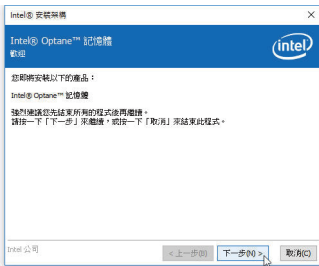 Intel® 安裝架構
Intel® Optane™ 記憶體
歡迎
intel
您即將安裝以下的產品：
Intel® Optane™ 記憶體
強烈建議您先結束所有的程式後再繼續。
請按一下「下一步」來繼續，或按一下「取消」來結束此程式。
Intel 公司
< 上一步(B)
下一步(N) >
取消(C)